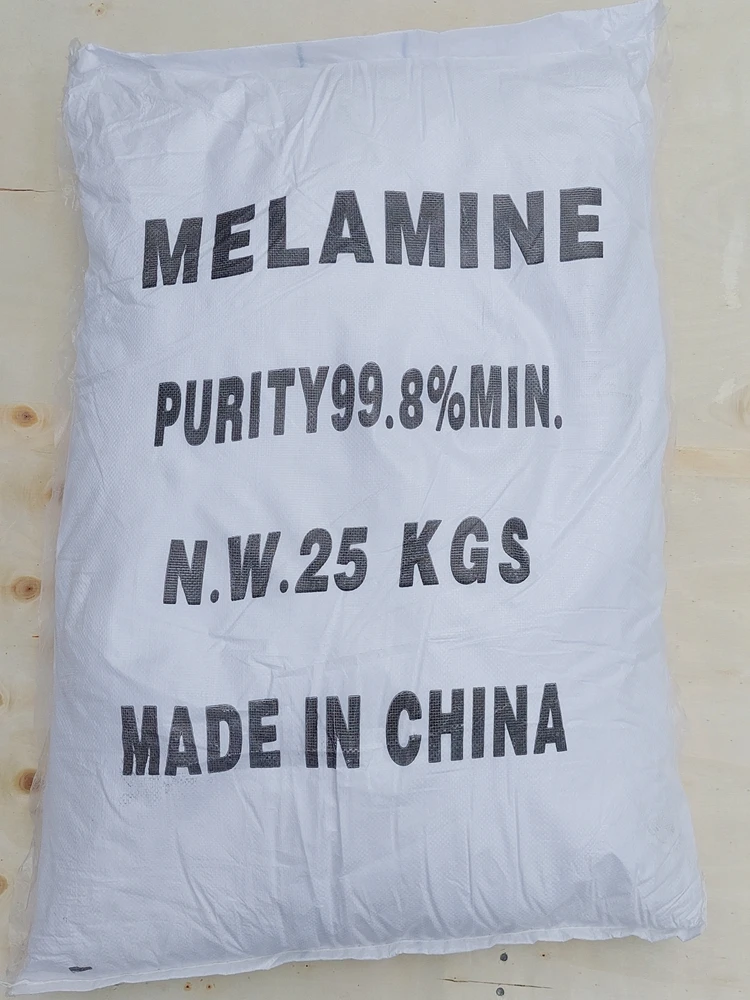 MELAMINE
PURITY99.8%MIN.
N.W.25 KGS
MADE IN CHINA